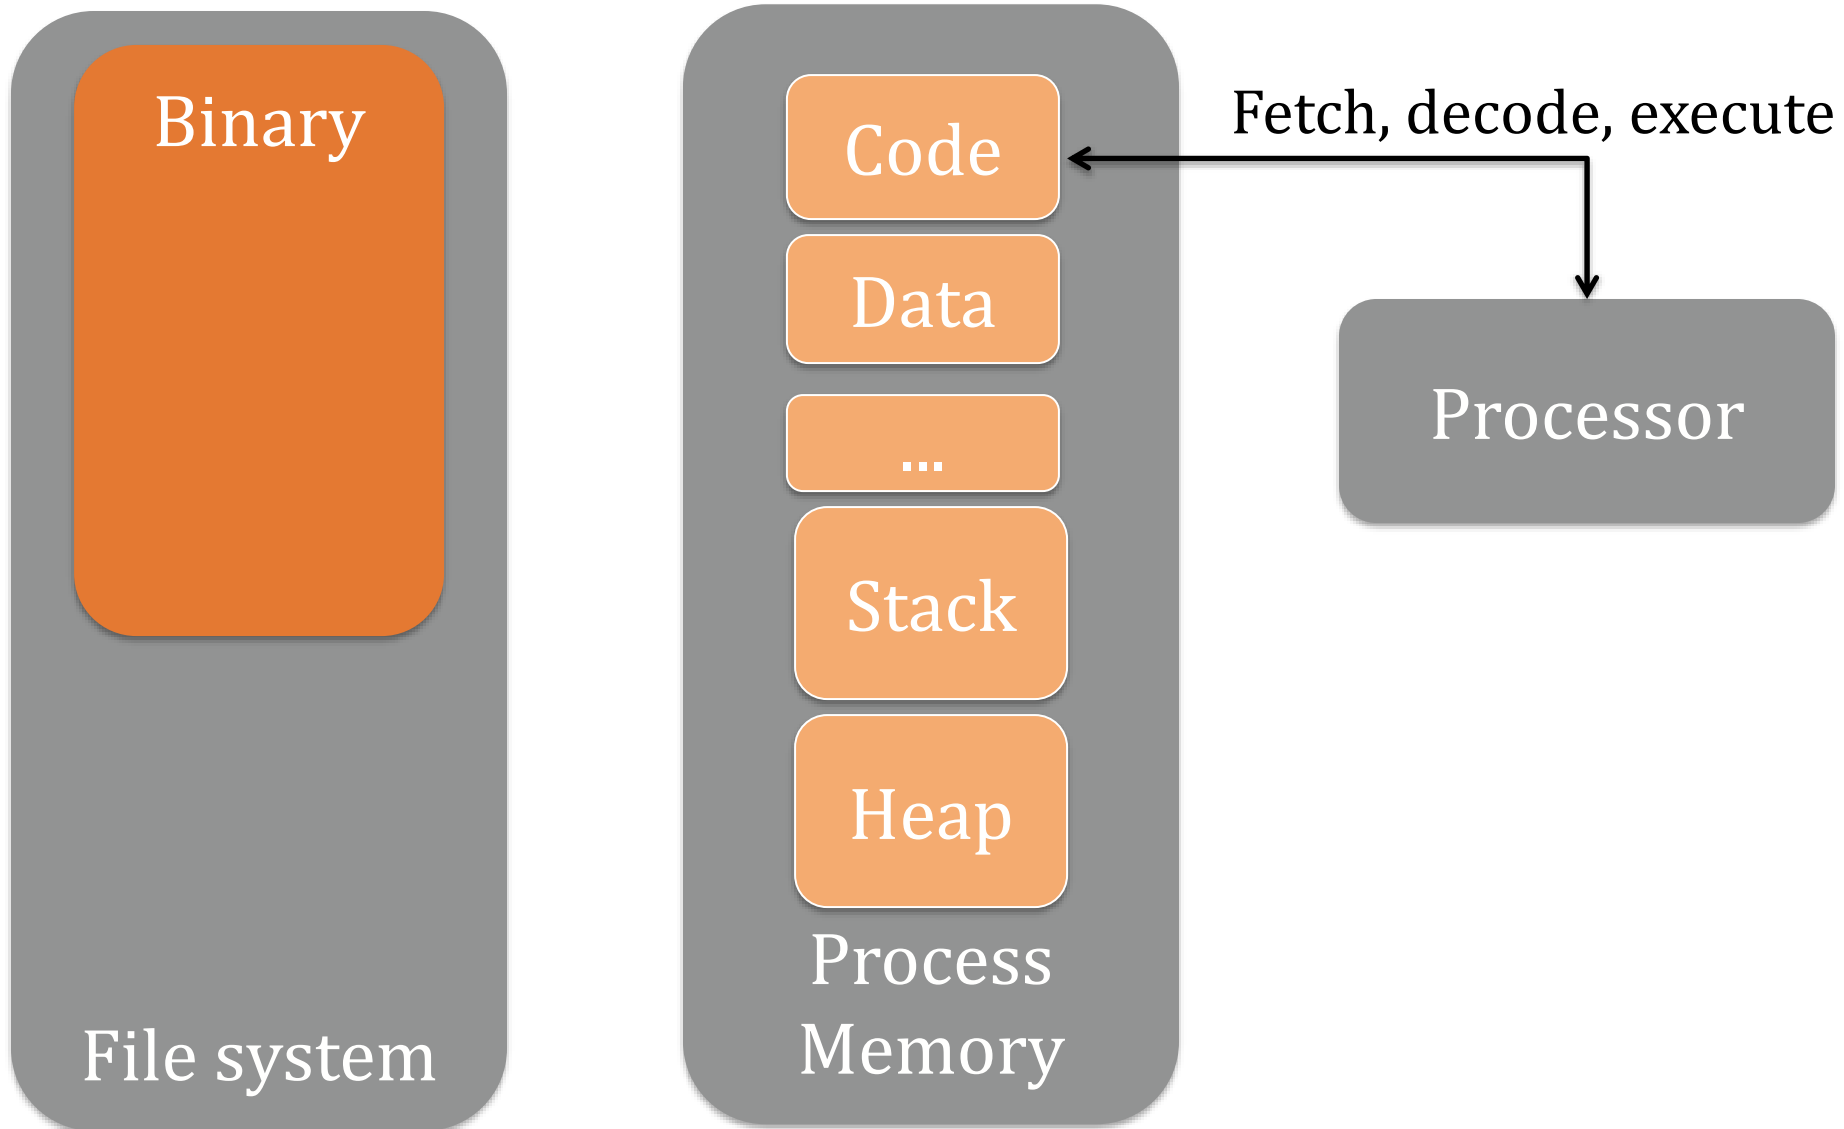 Binary
File system
Code
Data
...
Stack
Heap
Process
Memory
Fetch, decode, execute
Processor